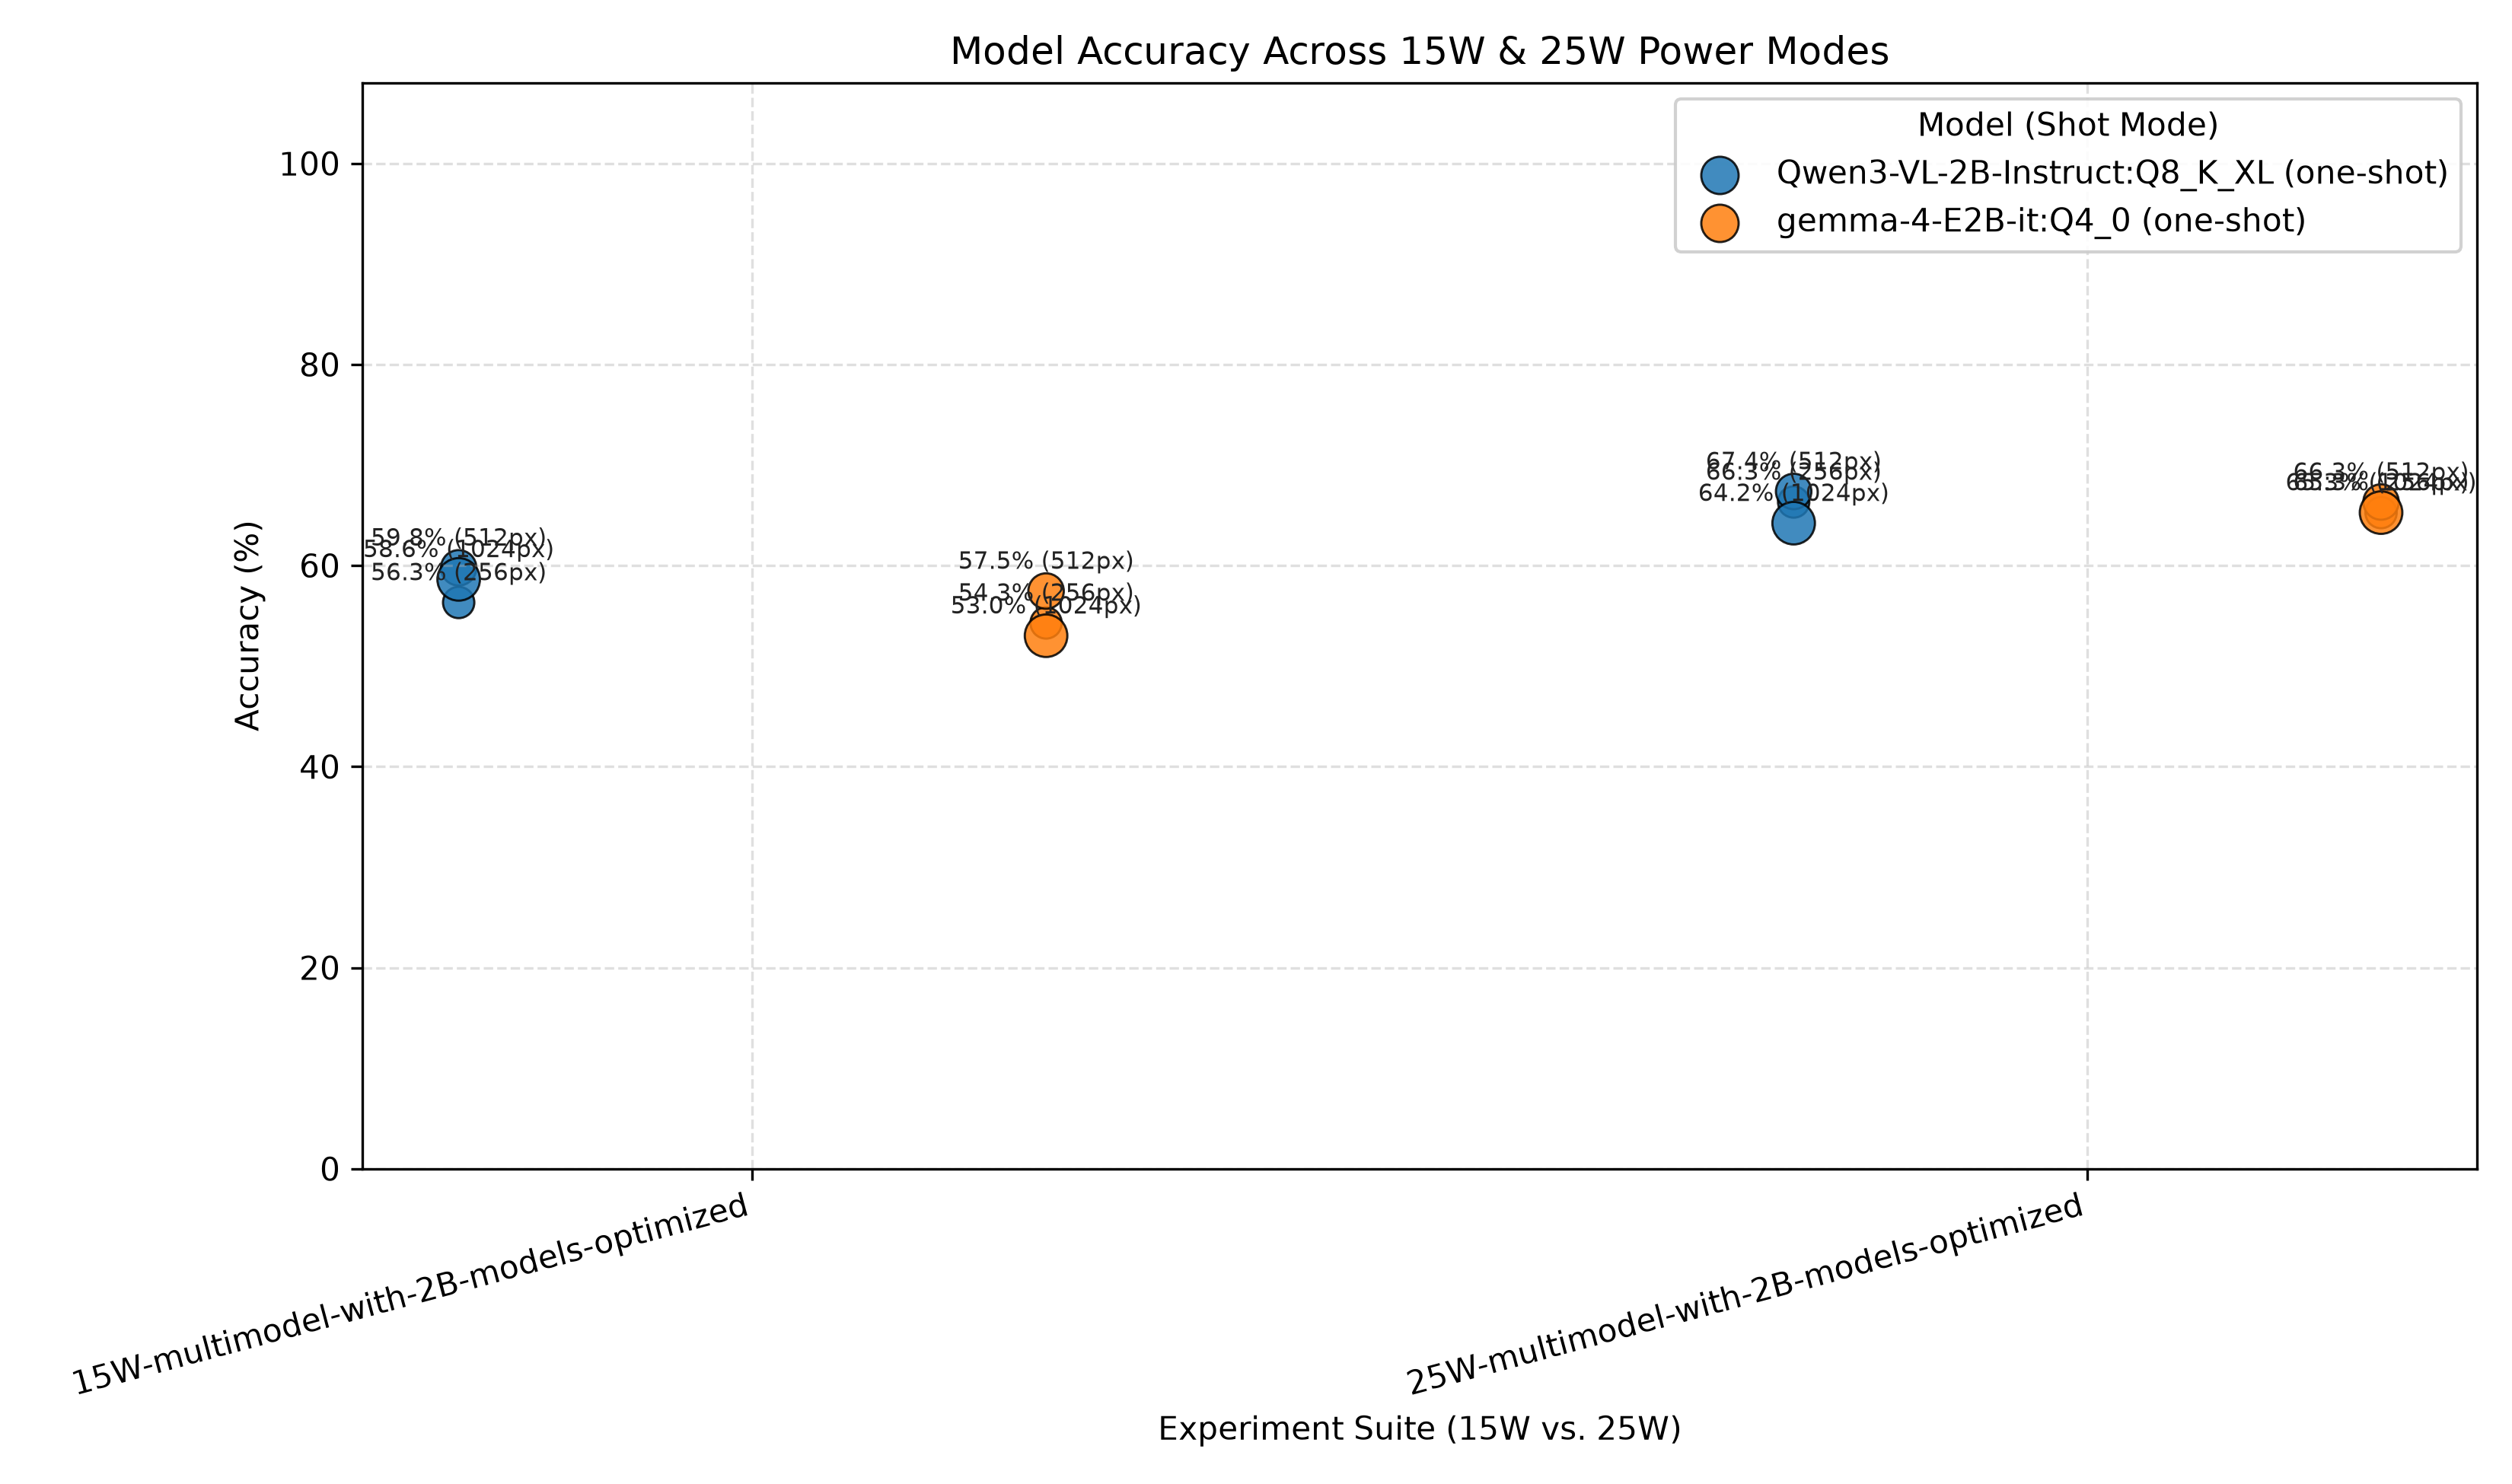 Model Accuracy Across 15W & 25W Power Modes
Model (Shot Mode)
Qwen3-VL-2B-Instruct:Q8_K_XL (one-shot)
gemma-4-E2B-it:Q4_0 (one-shot)
Accuracy (%)
100
80
60
40
20
0
59.8% (512px)
58.6% (1024px)
56.3% (256px)
57.5% (512px)
54.3% (256px)
53.0% (1024px)
67.4% (512px)
66.3% (256px)
64.2% (1024px)
66.3% (512px)
15W-multimodel-with-2B-models-optimized
25W-multimodel-with-2B-models-optimized
Experiment Suite (15W vs. 25W)